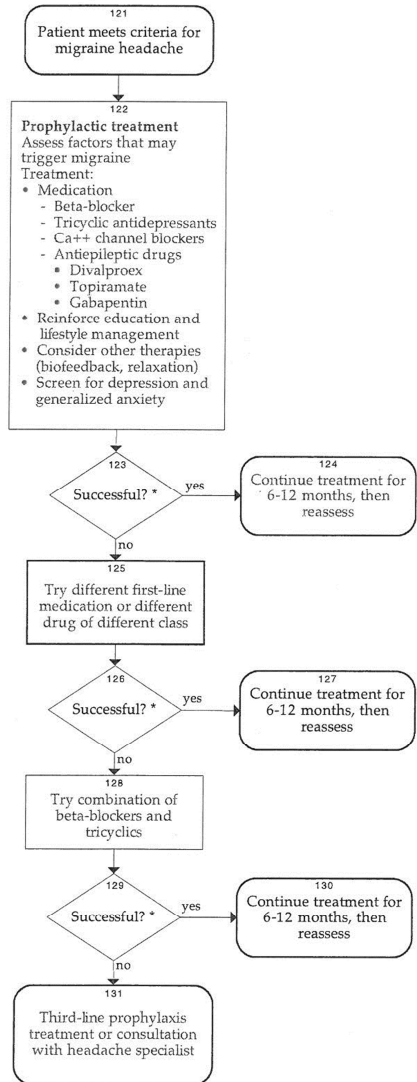 121
Patient meets criteria for
migraine headache
122
Prophylactic treatment
Assess factors that may
trigger migraine
Treatment:
• Medication
- Beta-blocker
- Tricyclic antidepressants
- Ca++ channel blockers
- Antiepileptic drugs
• Divalproex
• Topiramate
• Gabapentin
• Reinforce education and
lifestyle management
• Consider other therapies
(biofeedback, relaxation)
• Screen for depression and
generalized anxiety
123
Successful? *
yes
124
Continue treatment for
6-12 months, then
reassess
no
125
Try different first-line
medication or different
drug of different class
126
Successful? *
yes
127
Continue treatment for
6-12 months, then
reassess
no
128
Try combination of
beta-blockers and
tricyclics
129
Successful? *
yes
130
Continue treatment for
6-12 months, then
reassess
no
131
Third-line prophylaxis
treatment or consultation
with headache specialist